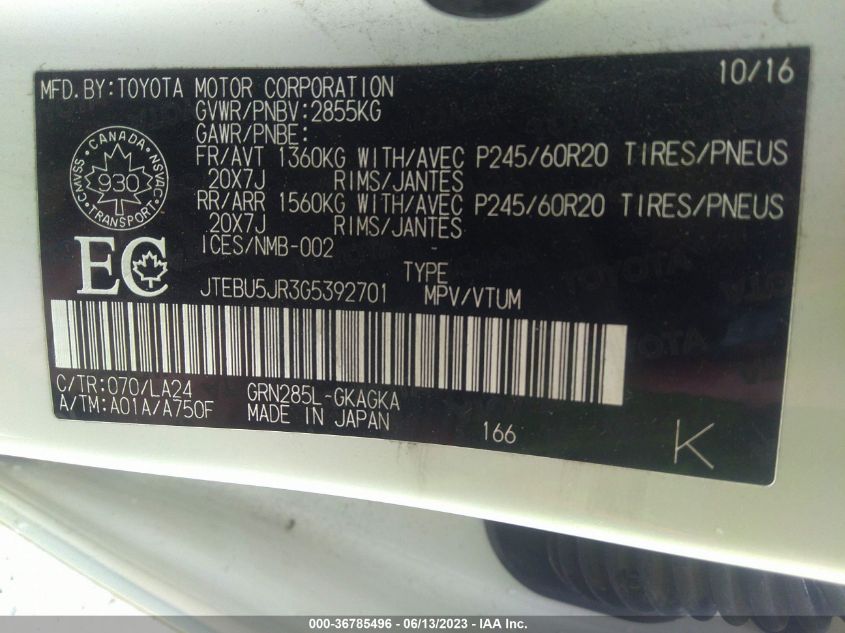 MFD.BY:TOYOTA MOTOR CORPORATION 10/16
GVWR/PNBV:2855KG
GAWR/PNBE:
FR/AVT 1360KG WITH/AVEC P245/60R20 TIRES/PNEUS
20X7J RIMS/JANTES
RR/ARR 1560KG WITH/AVEC P245/60R20 TIRES/PNEUS
20X7J RIMS/JANTES
ICES/NMB-002
CANADA
CMVSS 930 NSVAC
TRANSPORT
EC
TYPE
JTEBU5JR3G5392701 MPV/VTUM
C/TR:070/LA24 GRN285L-GKAGKA
A/TM:A01A/A750F MADE IN JAPAN
166 K
000-36785496 - 06/13/2023 - IAA Inc.